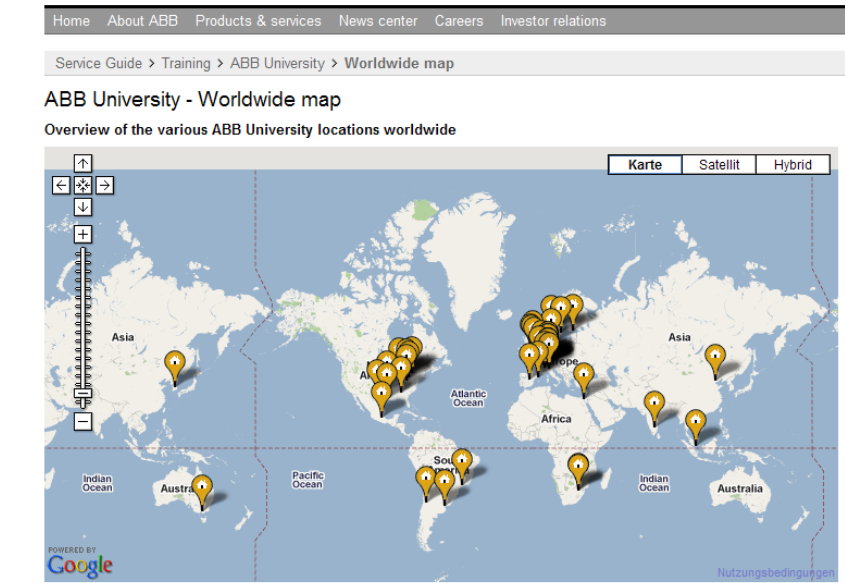 Home About ABB Products & services News center Careers Investor relations
Service Guide > Training > ABB University > Worldwide map
ABB University - Worldwide map
Overview of the various ABB University locations worldwide
Karte Satellit Hybrid
Asia
Asia
Atlantic
Ocean
Africa
Indian
Ocean
Pacific
Ocean
Indian
Ocean
Australia
POWERED BY
Google
Nutzungsbedingungen